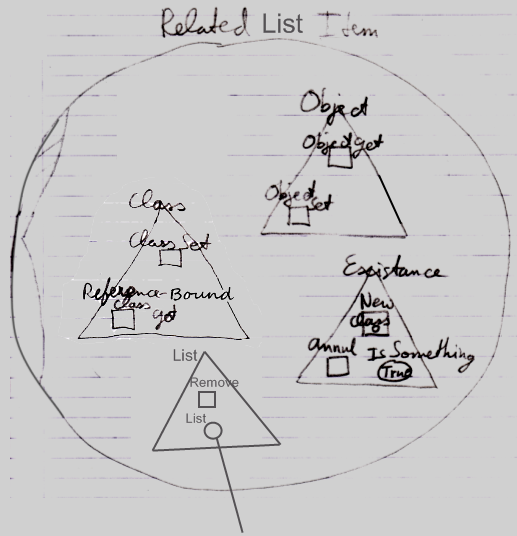 Related List Item
Object
Object get
Object Set
Class
Class Set
Reference-Bound
Class get
Existance
New
Class
Annul Is Something
True
List
Remove
List